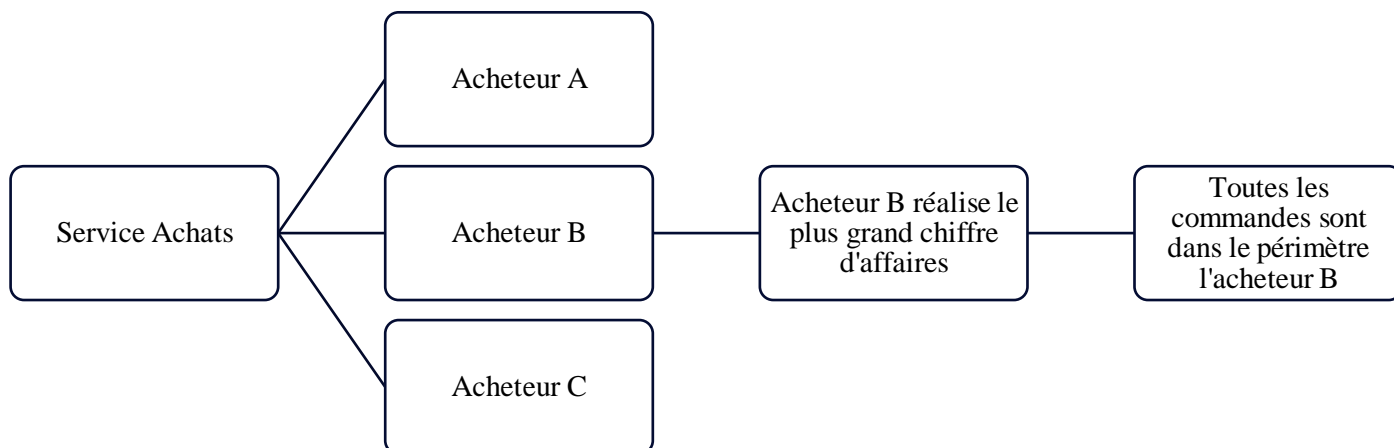 Service Achats
Acheteur A
Acheteur B
Acheteur C
Acheteur B réalise le
plus grand chiffre
d'affaires
Toutes les
commandes sont
dans le périmètre
l'acheteur B